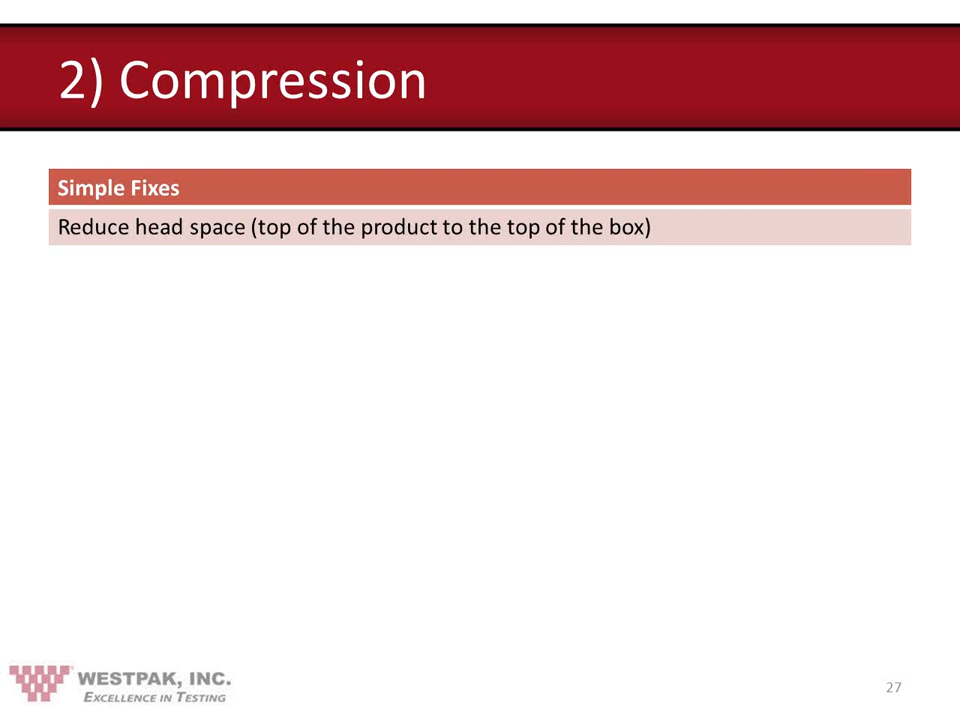 2) Compression
Simple Fixes
Reduce head space (top of the product to the top of the box)
WESTPAK, INC.
EXCELLENCE IN TESTING
27